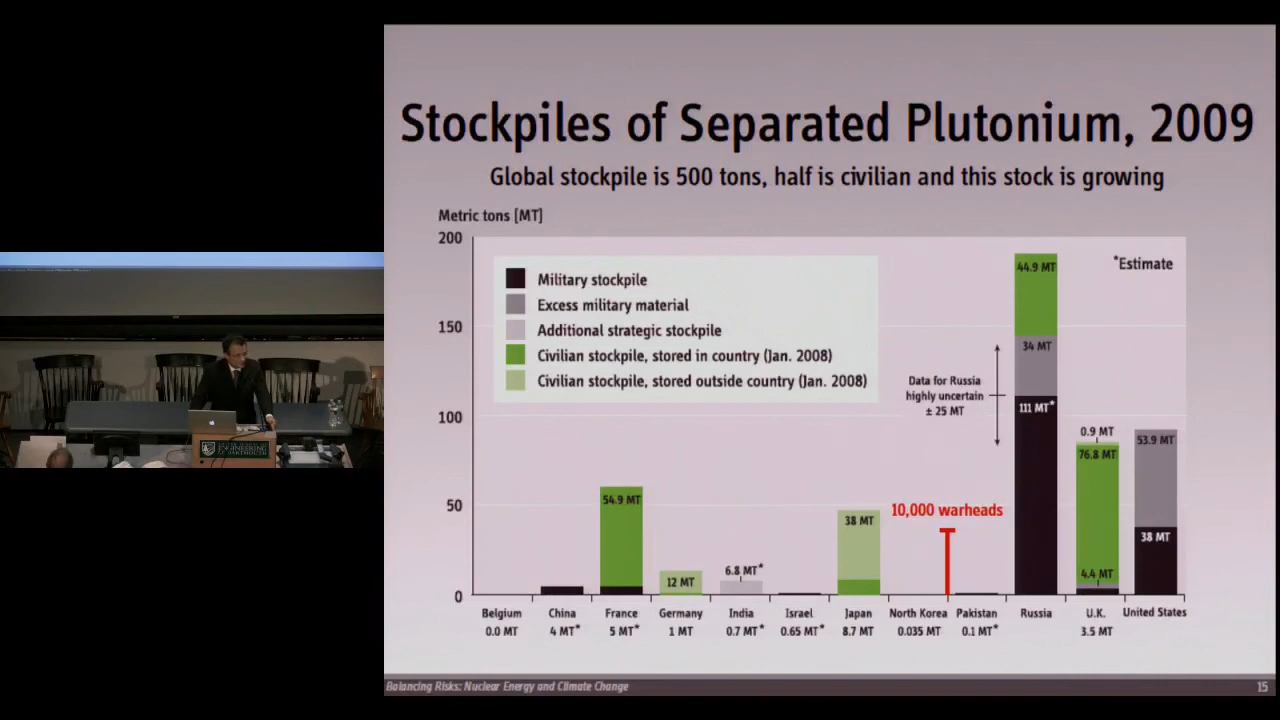 Stockpiles of Separated Plutonium, 2009
Global stockpile is 500 tons, half is civilian and this stock is growing
Metric tons [MT]
200
150
100
50
0
Military stockpile
Excess military material
Additional strategic stockpile
Civilian stockpile, stored in country (Jan. 2008)
Civilian stockpile, stored outside country (Jan. 2008)
*Estimate
Data for Russia
highly uncertain
± 25 MT
10,000 warheads
54.9 MT
12 MT
6.8 MT*
38 MT
44.9 MT
34 MT
111 MT*
0.9 MT
76.8 MT
4.4 MT
53.9 MT
38 MT
Belgium China France Germany India Israel Japan North Korea Pakistan Russia U.K. United States
0.0 MT 4 MT* 5 MT* 1 MT 0.7 MT* 0.65 MT* 8.7 MT 0.035 MT 0.1 MT* 3.5 MT
Balancing Risks: Nuclear Energy and Climate Change
15
ENGINEERING